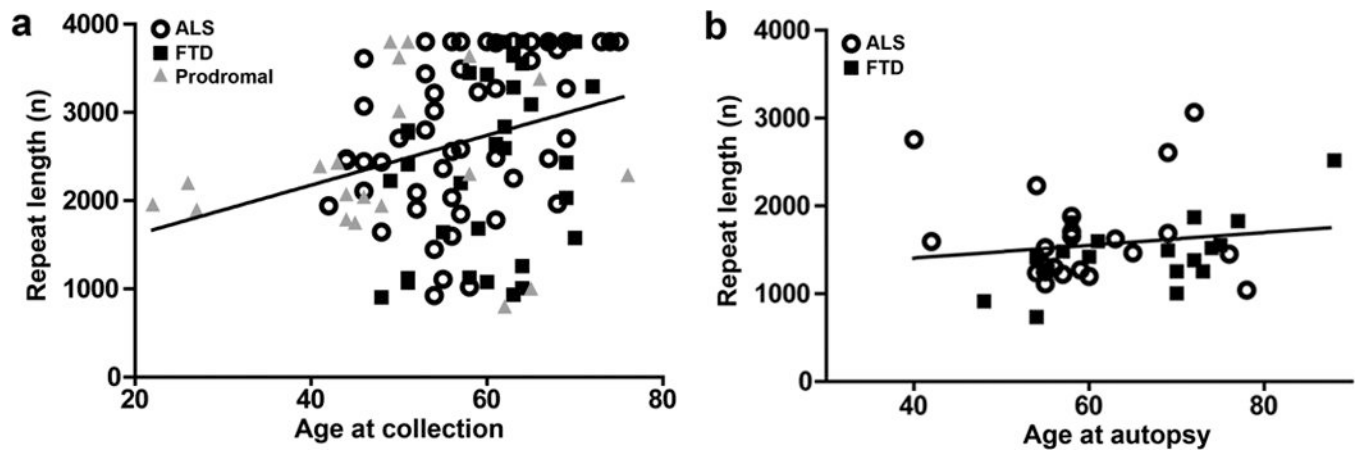 a
ALS
FTD
Prodromal
Repeat length (n)
4000
3000
2000
1000
0
20
40
60
80
Age at collection
b
ALS
FTD
Repeat length (n)
4000
3000
2000
1000
0
40
60
80
Age at autopsy